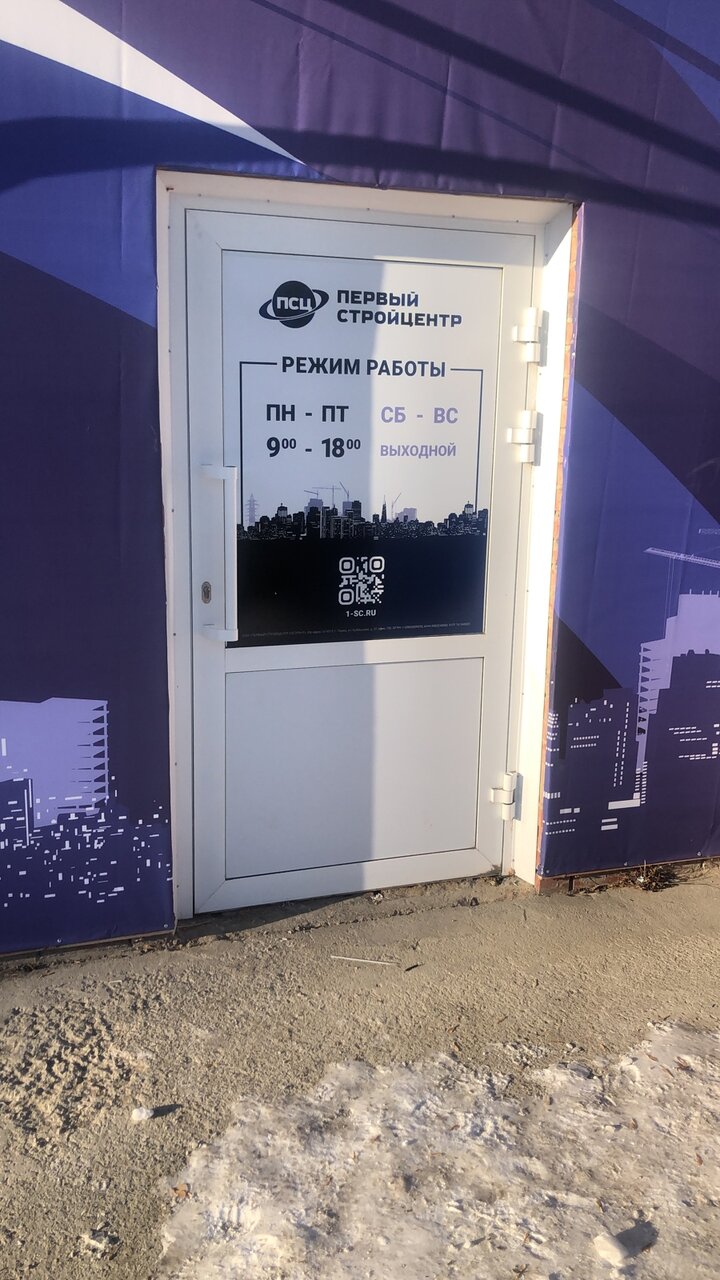 ПСЦ
ПЕРВЫЙ
СТРОЙЦЕНТР
РЕЖИМ РАБОТЫ
ПН - ПТ СБ - ВС
9⁰⁰ - 18⁰⁰ ВЫХОДНОЙ
1-SC.RU